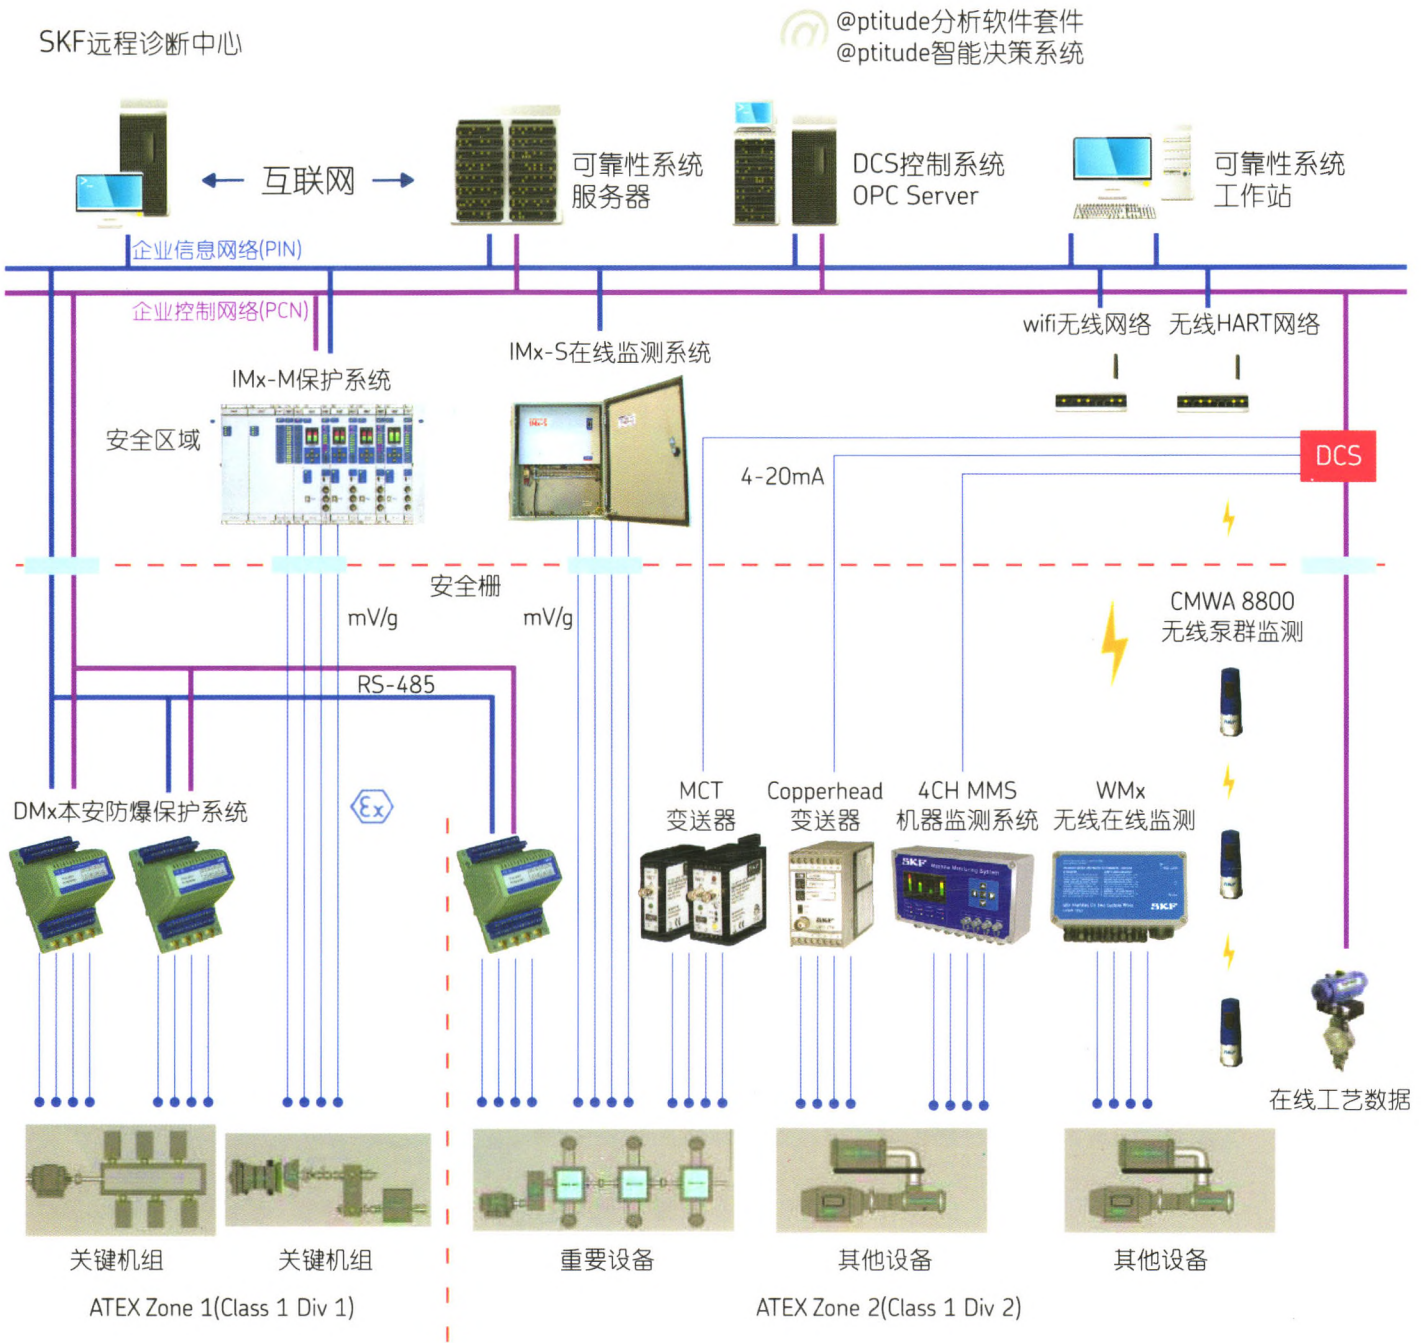 @ptitude分析软件套件
@ptitude智能决策系统
SKF远程诊断中心
互联网
可靠性系统
服务器
DCS控制系统
OPC Server
可靠性系统
工作站
企业信息网络(PIN)
企业控制网络(PCN)
wifi无线网络
无线HART网络
IMx-S在线监测系统
IMx-M保护系统
安全区域
4-20mA
DCS
安全栅
mV/g
mV/g
CMWA 8800
无线泵群监测
RS-485
Ex
DMx本安防爆保护系统
MCT
变送器
Copperhead
变送器
4CH MMS
机器监测系统
WMx
无线在线监测
SKF Machine Monitoring System
SKF
SKF
在线工艺数据
关键机组
关键机组
重要设备
其他设备
其他设备
ATEX Zone 1(Class 1 Div 1)
ATEX Zone 2(Class 1 Div 2)